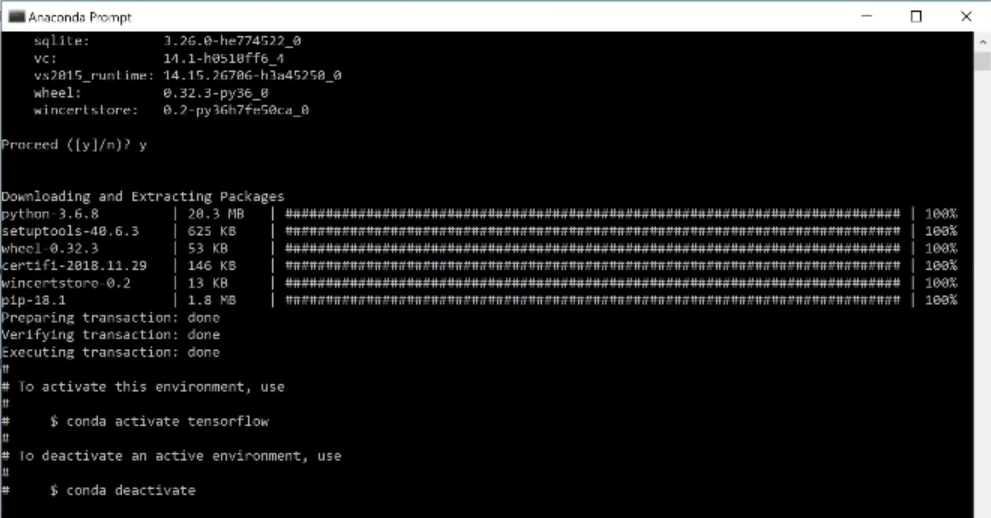 Anaconda Prompt
sqlite: 3.26.0-he774522_0
vc: 14.1-h0510ff6_4
vs2015_runtime: 14.15.26706-h3a45250_0
wheel: 0.32.3-py36_0
wincertstore: 0.2-py36h7fe50ca_0
Proceed ([y]/n)? y
Downloading and Extracting Packages
python-3.6.8 | 20.3 MB | ############################################################################ | 100%
setuptools-40.6.3 | 625 KB | ############################################################################ | 100%
wheel-0.32.3 | 53 KB | ############################################################################ | 100%
certifi-2018.11.29 | 146 KB | ############################################################################ | 100%
wincertstore-0.2 | 13 KB | ############################################################################ | 100%
pip-18.1 | 1.8 MB | ############################################################################ | 100%
Preparing transaction: done
Verifying transaction: done
Executing transaction: done
#
# To activate this environment, use
#
# $ conda activate tensorflow
#
# To deactivate an active environment, use
#
# $ conda deactivate